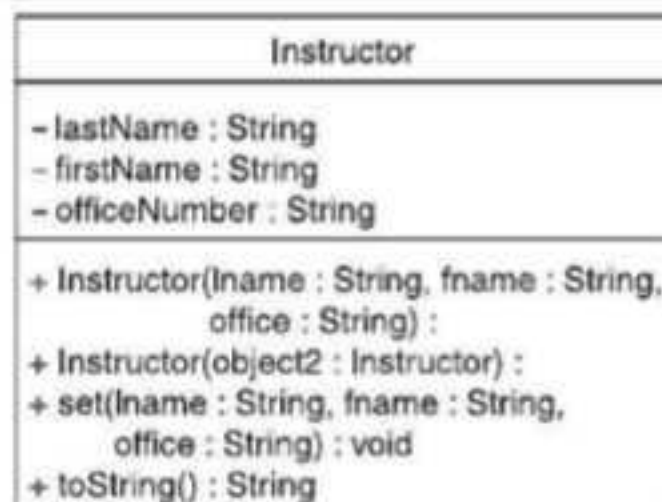 Instructor
– lastName : String
– firstName : String
– officeNumber : String
+ Instructor(lname : String, fname : String,
office : String) :
+ Instructor(object2 : Instructor) :
+ set(lname : String, fname : String,
office : String) : void
+ toString() : String